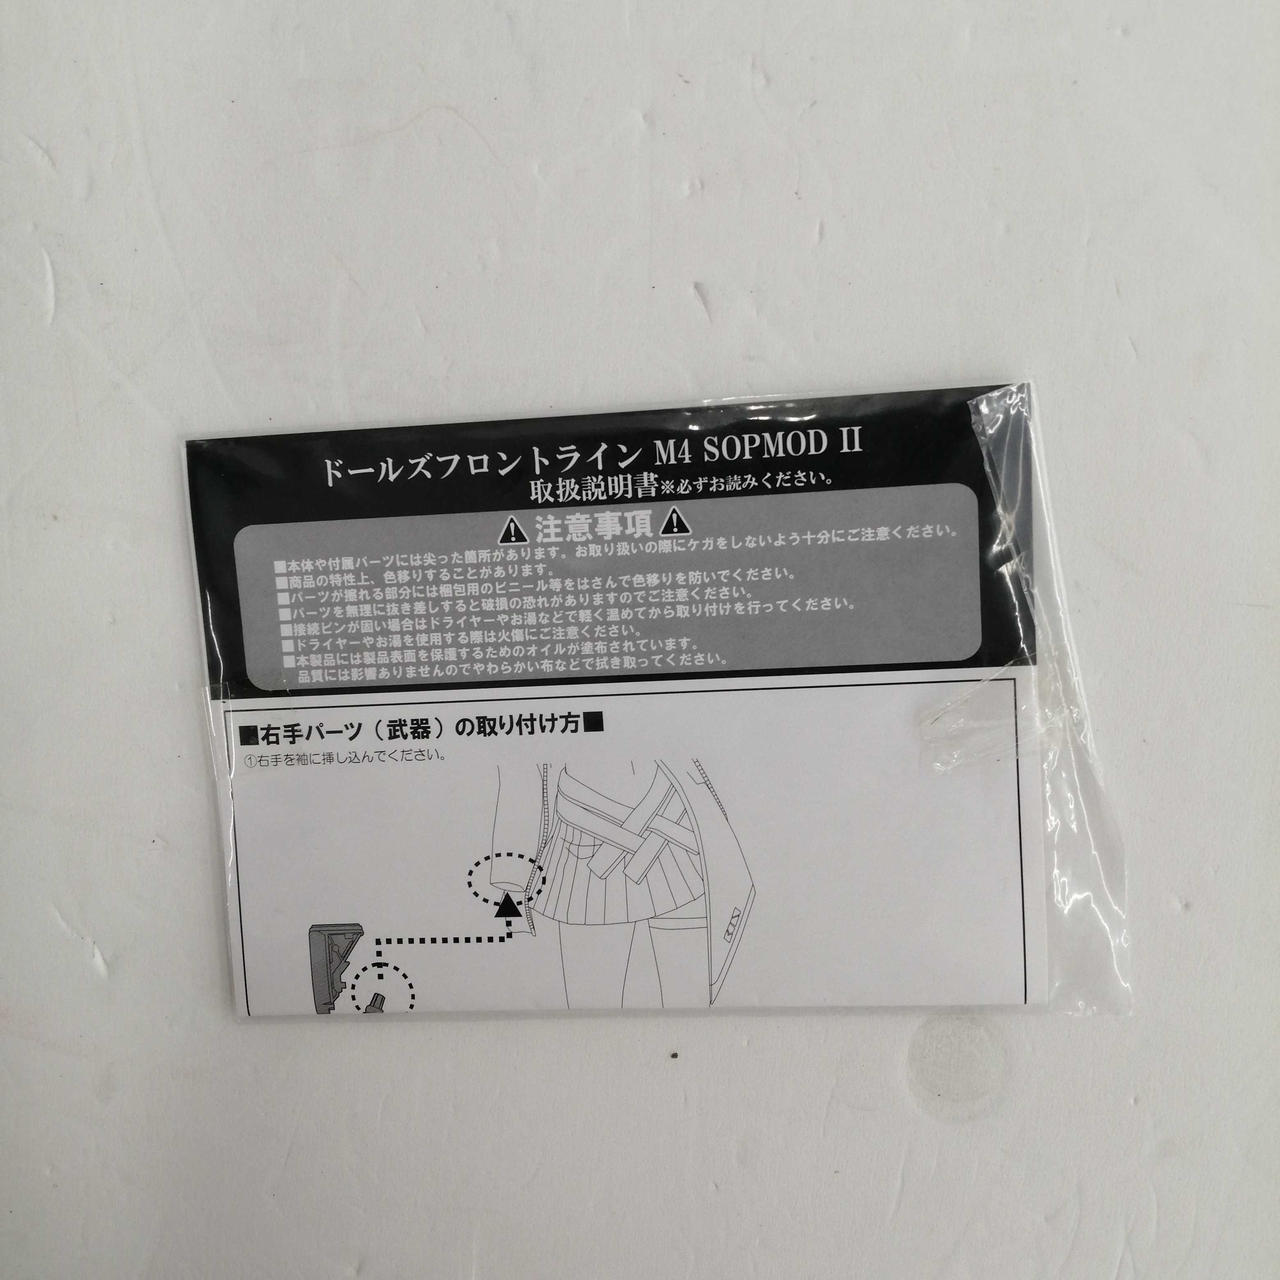 ドールズフロントライン M4 SOPMOD II
取扱説明書※必ずお読みください。
注意事項
■本体や付属パーツには尖った箇所があります。お取り扱いの際にケガをしないよう十分にご注意ください。
■商品の特性上、色移りすることがあります。
■パーツが擦れる部分には梱包用のビニール等をはさんで色移りを防いでください。
■パーツを無理に抜き差しすると破損の恐れがありますのでご注意ください。
■接続ピンが固い場合はドライヤーやお湯などで軽く温めてから取り付けを行ってください。
■ドライヤーやお湯を使用する際は火傷にご注意ください。
■本製品には製品表面を保護するためのオイルが塗布されています。
品質には影響ありませんのでやわらかい布などで拭き取ってください。
■右手パーツ(武器)の取り付け方■
①右手を袖に挿し込んでください。